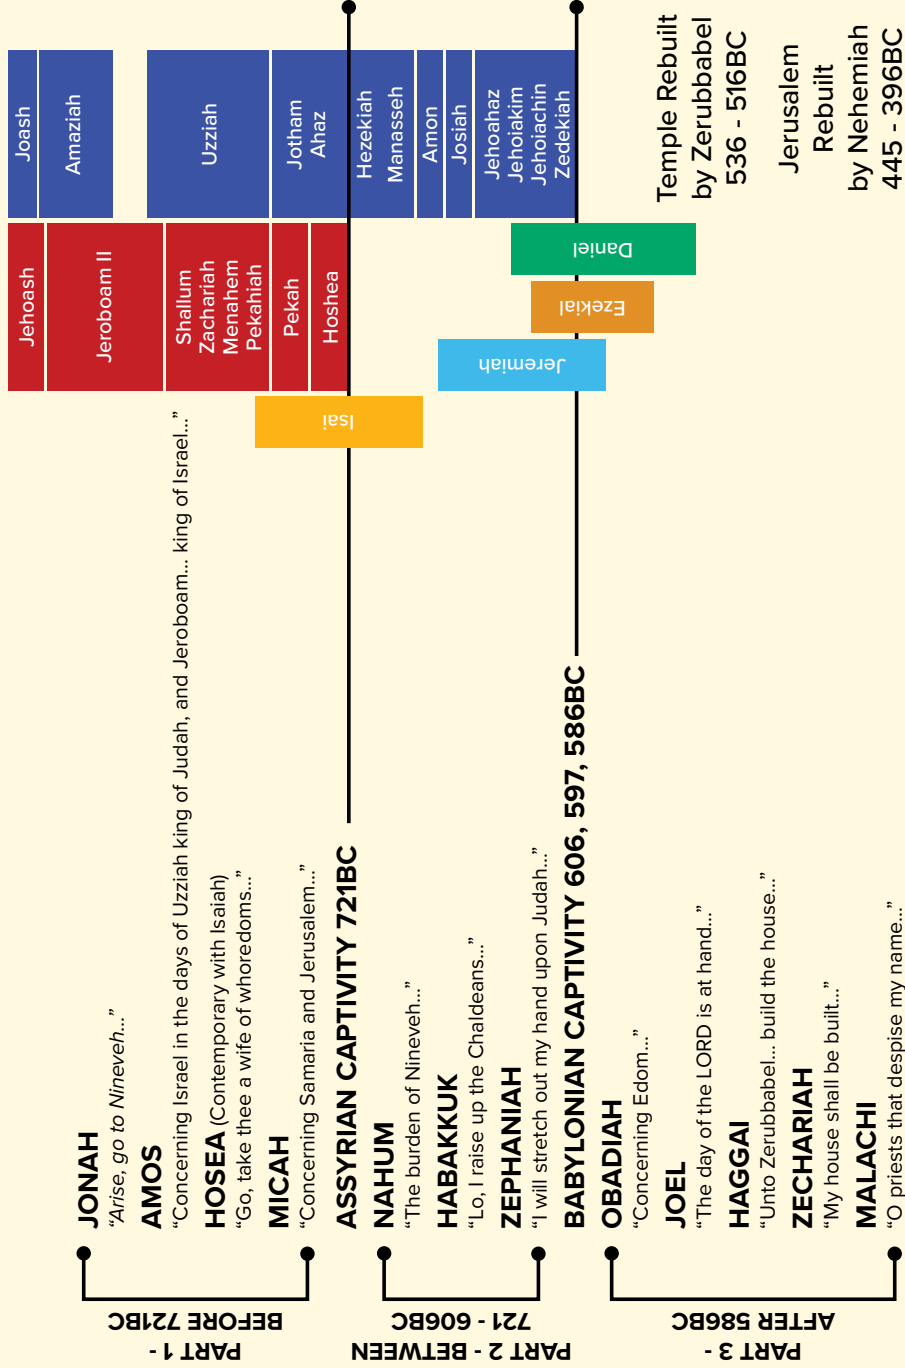 PART 1 -
BEFORE 721BC
JONAH
“Arise, go to Nineveh...”
AMOS
“Concerning Israel in the days of Uzziah king of Judah, and Jeroboam... king of Israel...”
HOSEA (Contemporary with Isaiah)
“Go, take thee a wife of whoredoms...”
MICAH
“Concerning Samaria and Jerusalem...”
ASSYRIAN CAPTIVITY 721BC
PART 2 - BETWEEN
721 - 606BC
NAHUM
“The burden of Nineveh...”
HABAKKUK
“Lo, I raise up the Chaldeans...”
ZEPHANIAH
“I will stretch out my hand upon Judah...”
BABYLONIAN CAPTIVITY 606, 597, 586BC
PART 3 -
AFTER 586BC
OBADIAH
“Concerning Edom...”
JOEL
“The day of the LORD is at hand...”
HAGGAI
“Unto Zerubbabel... build the house...”
ZECHARIAH
“My house shall be built...”
MALACHI
“O priests that despise my name...”
Isai
Jehoash
Jeroboam II
Shallum
Zachariah
Menahem
Pekahiah
Pekah
Hoshea
Jeremiah
Ezekial
Daniel
Joash
Amaziah
Uzziah
Jotham
Ahaz
Hezekiah
Manasseh
Amon
Josiah
Jehoahaz
Jehoiakim
Jehoiachin
Zedekiah
Temple Rebuilt
by Zerubbabel
536 - 516BC
Jerusalem
Rebuilt
by Nehemiah
445 - 396BC